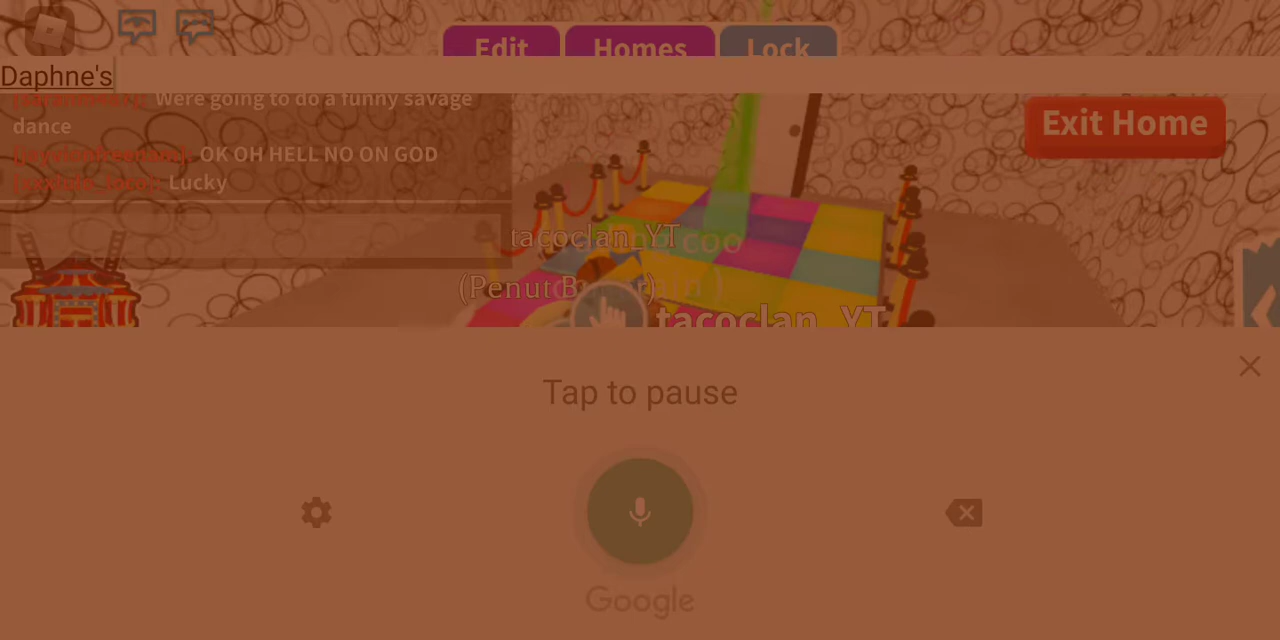 Edit
Homes
Lock
Daphne's
Were going to do a funny savage
dance
OK OH HELL NO ON GOD
Lucky
Exit Home
tacoclan_YT
(Penut
tacoclan_YT
Tap to pause
Google